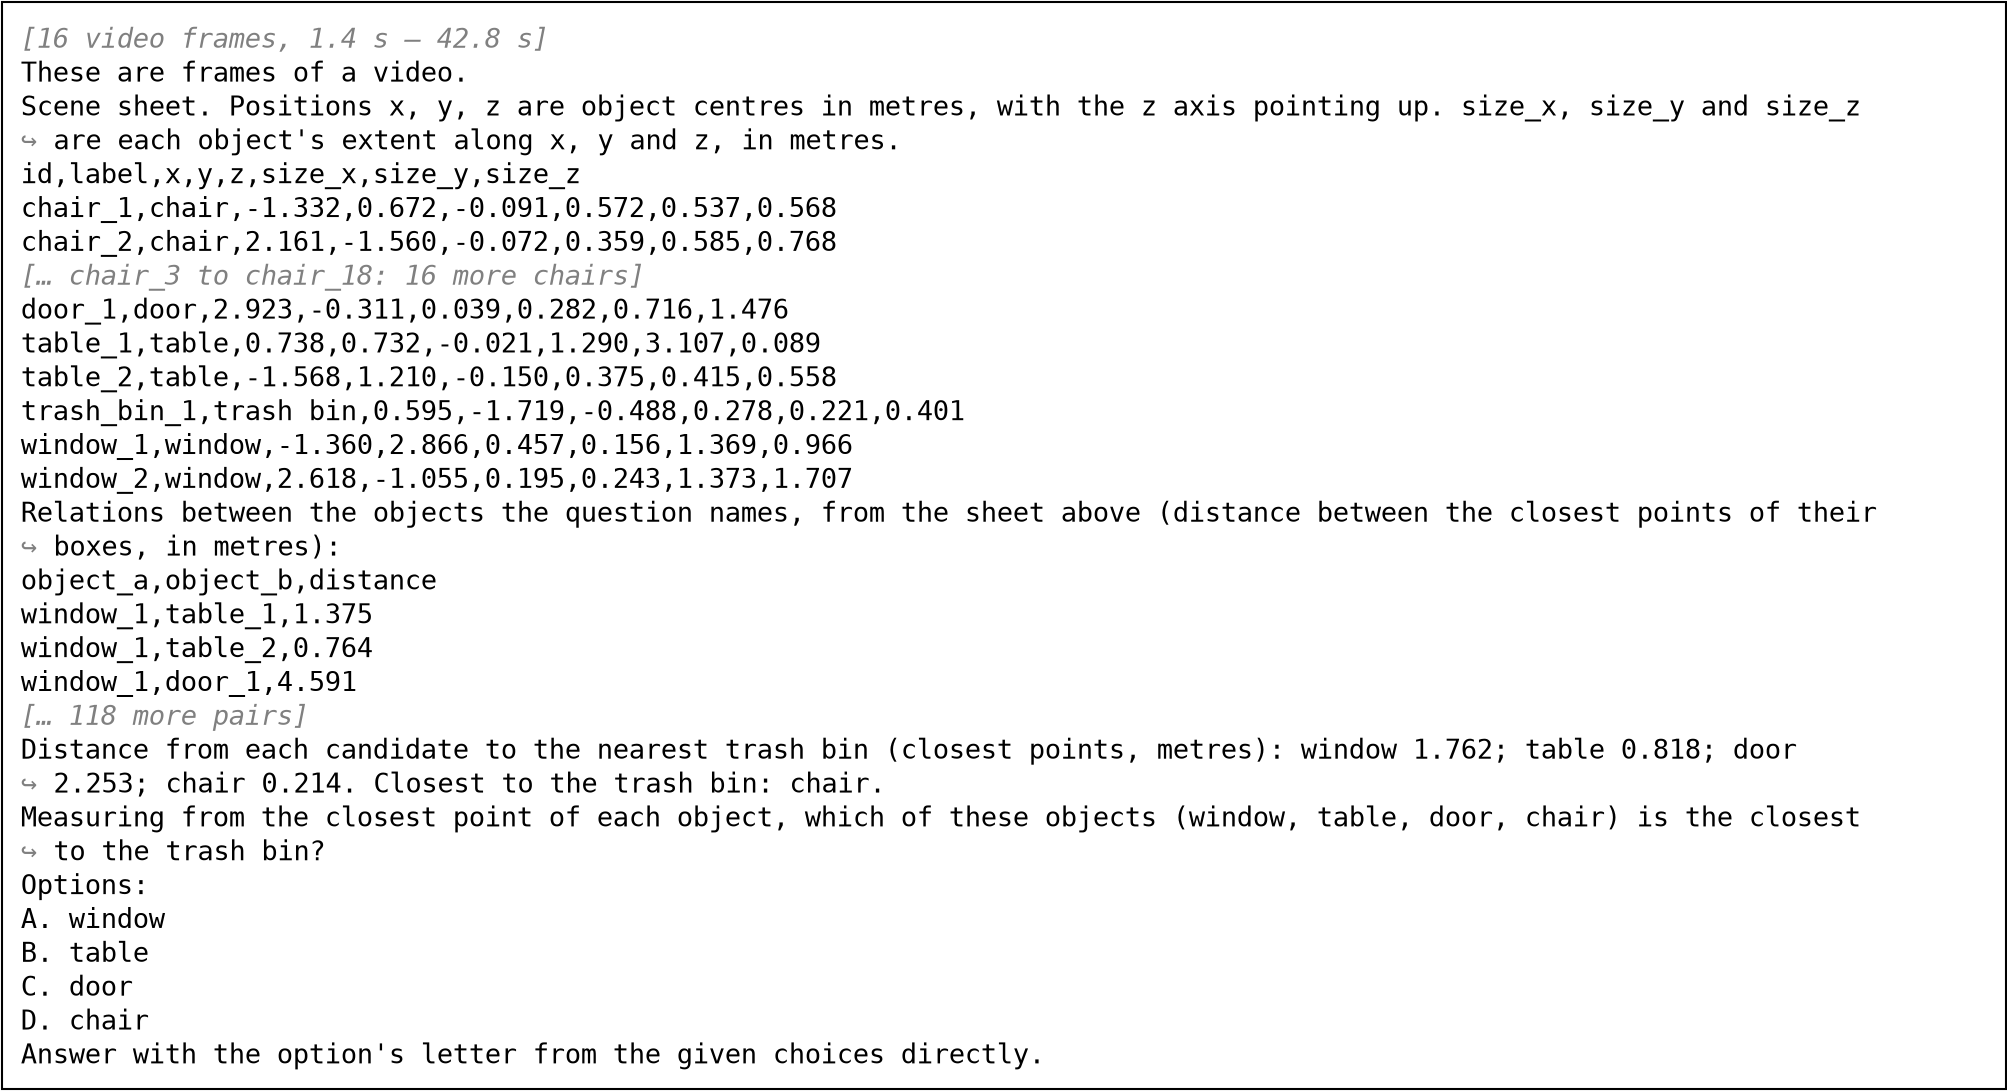 [16 video frames, 1.4 s – 42.8 s]
These are frames of a video.
Scene sheet. Positions x, y, z are object centres in metres, with the z axis pointing up. size_x, size_y and size_z
↪ are each object's extent along x, y and z, in metres.
id,label,x,y,z,size_x,size_y,size_z
chair_1,chair,-1.332,0.672,-0.091,0.572,0.537,0.568
chair_2,chair,2.161,-1.560,-0.072,0.359,0.585,0.768
[… chair_3 to chair_18: 16 more chairs]
door_1,door,2.923,-0.311,0.039,0.282,0.716,1.476
table_1,table,0.738,0.732,-0.021,1.290,3.107,0.089
table_2,table,-1.568,1.210,-0.150,0.375,0.415,0.558
trash_bin_1,trash bin,0.595,-1.719,-0.488,0.278,0.221,0.401
window_1,window,-1.360,2.866,0.457,0.156,1.369,0.966
window_2,window,2.618,-1.055,0.195,0.243,1.373,1.707
Relations between the objects the question names, from the sheet above (distance between the closest points of their
↪ boxes, in metres):
object_a,object_b,distance
window_1,table_1,1.375
window_1,table_2,0.764
window_1,door_1,4.591
[… 118 more pairs]
Distance from each candidate to the nearest trash bin (closest points, metres): window 1.762; table 0.818; door
↪ 2.253; chair 0.214. Closest to the trash bin: chair.
Measuring from the closest point of each object, which of these objects (window, table, door, chair) is the closest
↪ to the trash bin?
Options:
A. window
B. table
C. door
D. chair
Answer with the option's letter from the given choices directly.